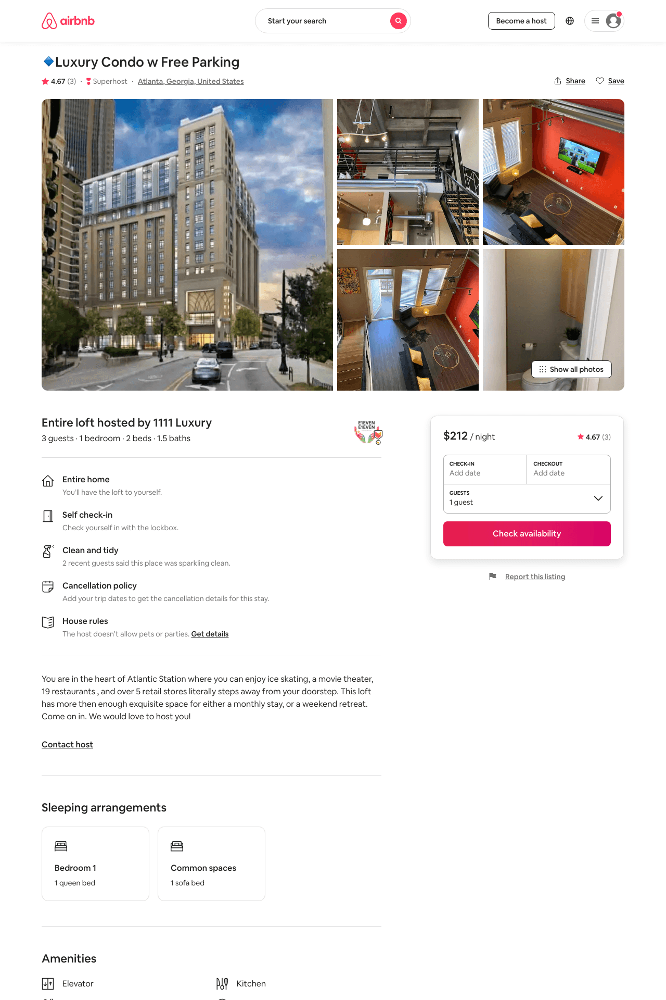 airbnb
Start your search
Become a host
Luxury Condo w Free Parking
4.67 (3) · Superhost · Atlanta, Georgia, United States
Share
Save
Show all photos
Entire loft hosted by 1111 Luxury
3 guests · 1 bedroom · 2 beds · 1.5 baths
E1EVEN
E1EVEN
$212 / night
4.67 (3)
CHECK-IN
Add date
CHECKOUT
Add date
GUESTS
1 guest
Check availability
Report this listing
Entire home
You’ll have the loft to yourself.
Self check-in
Check yourself in with the lockbox.
Clean and tidy
2 recent guests said this place was sparkling clean.
Cancellation policy
Add your trip dates to get the cancellation details for this stay.
House rules
The host doesn’t allow pets or parties. Get details
You are in the heart of Atlantic Station where you can enjoy ice skating, a movie theater,
19 restaurants , and over 5 retail stores literally steps away from your doorstep. This loft
has more then enough exquisite space for either a monthly stay, or a weekend retreat.
Come on in. We would love to host you!
Contact host
Sleeping arrangements
Bedroom 1
1 queen bed
Common spaces
1 sofa bed
Amenities
Elevator
Kitchen